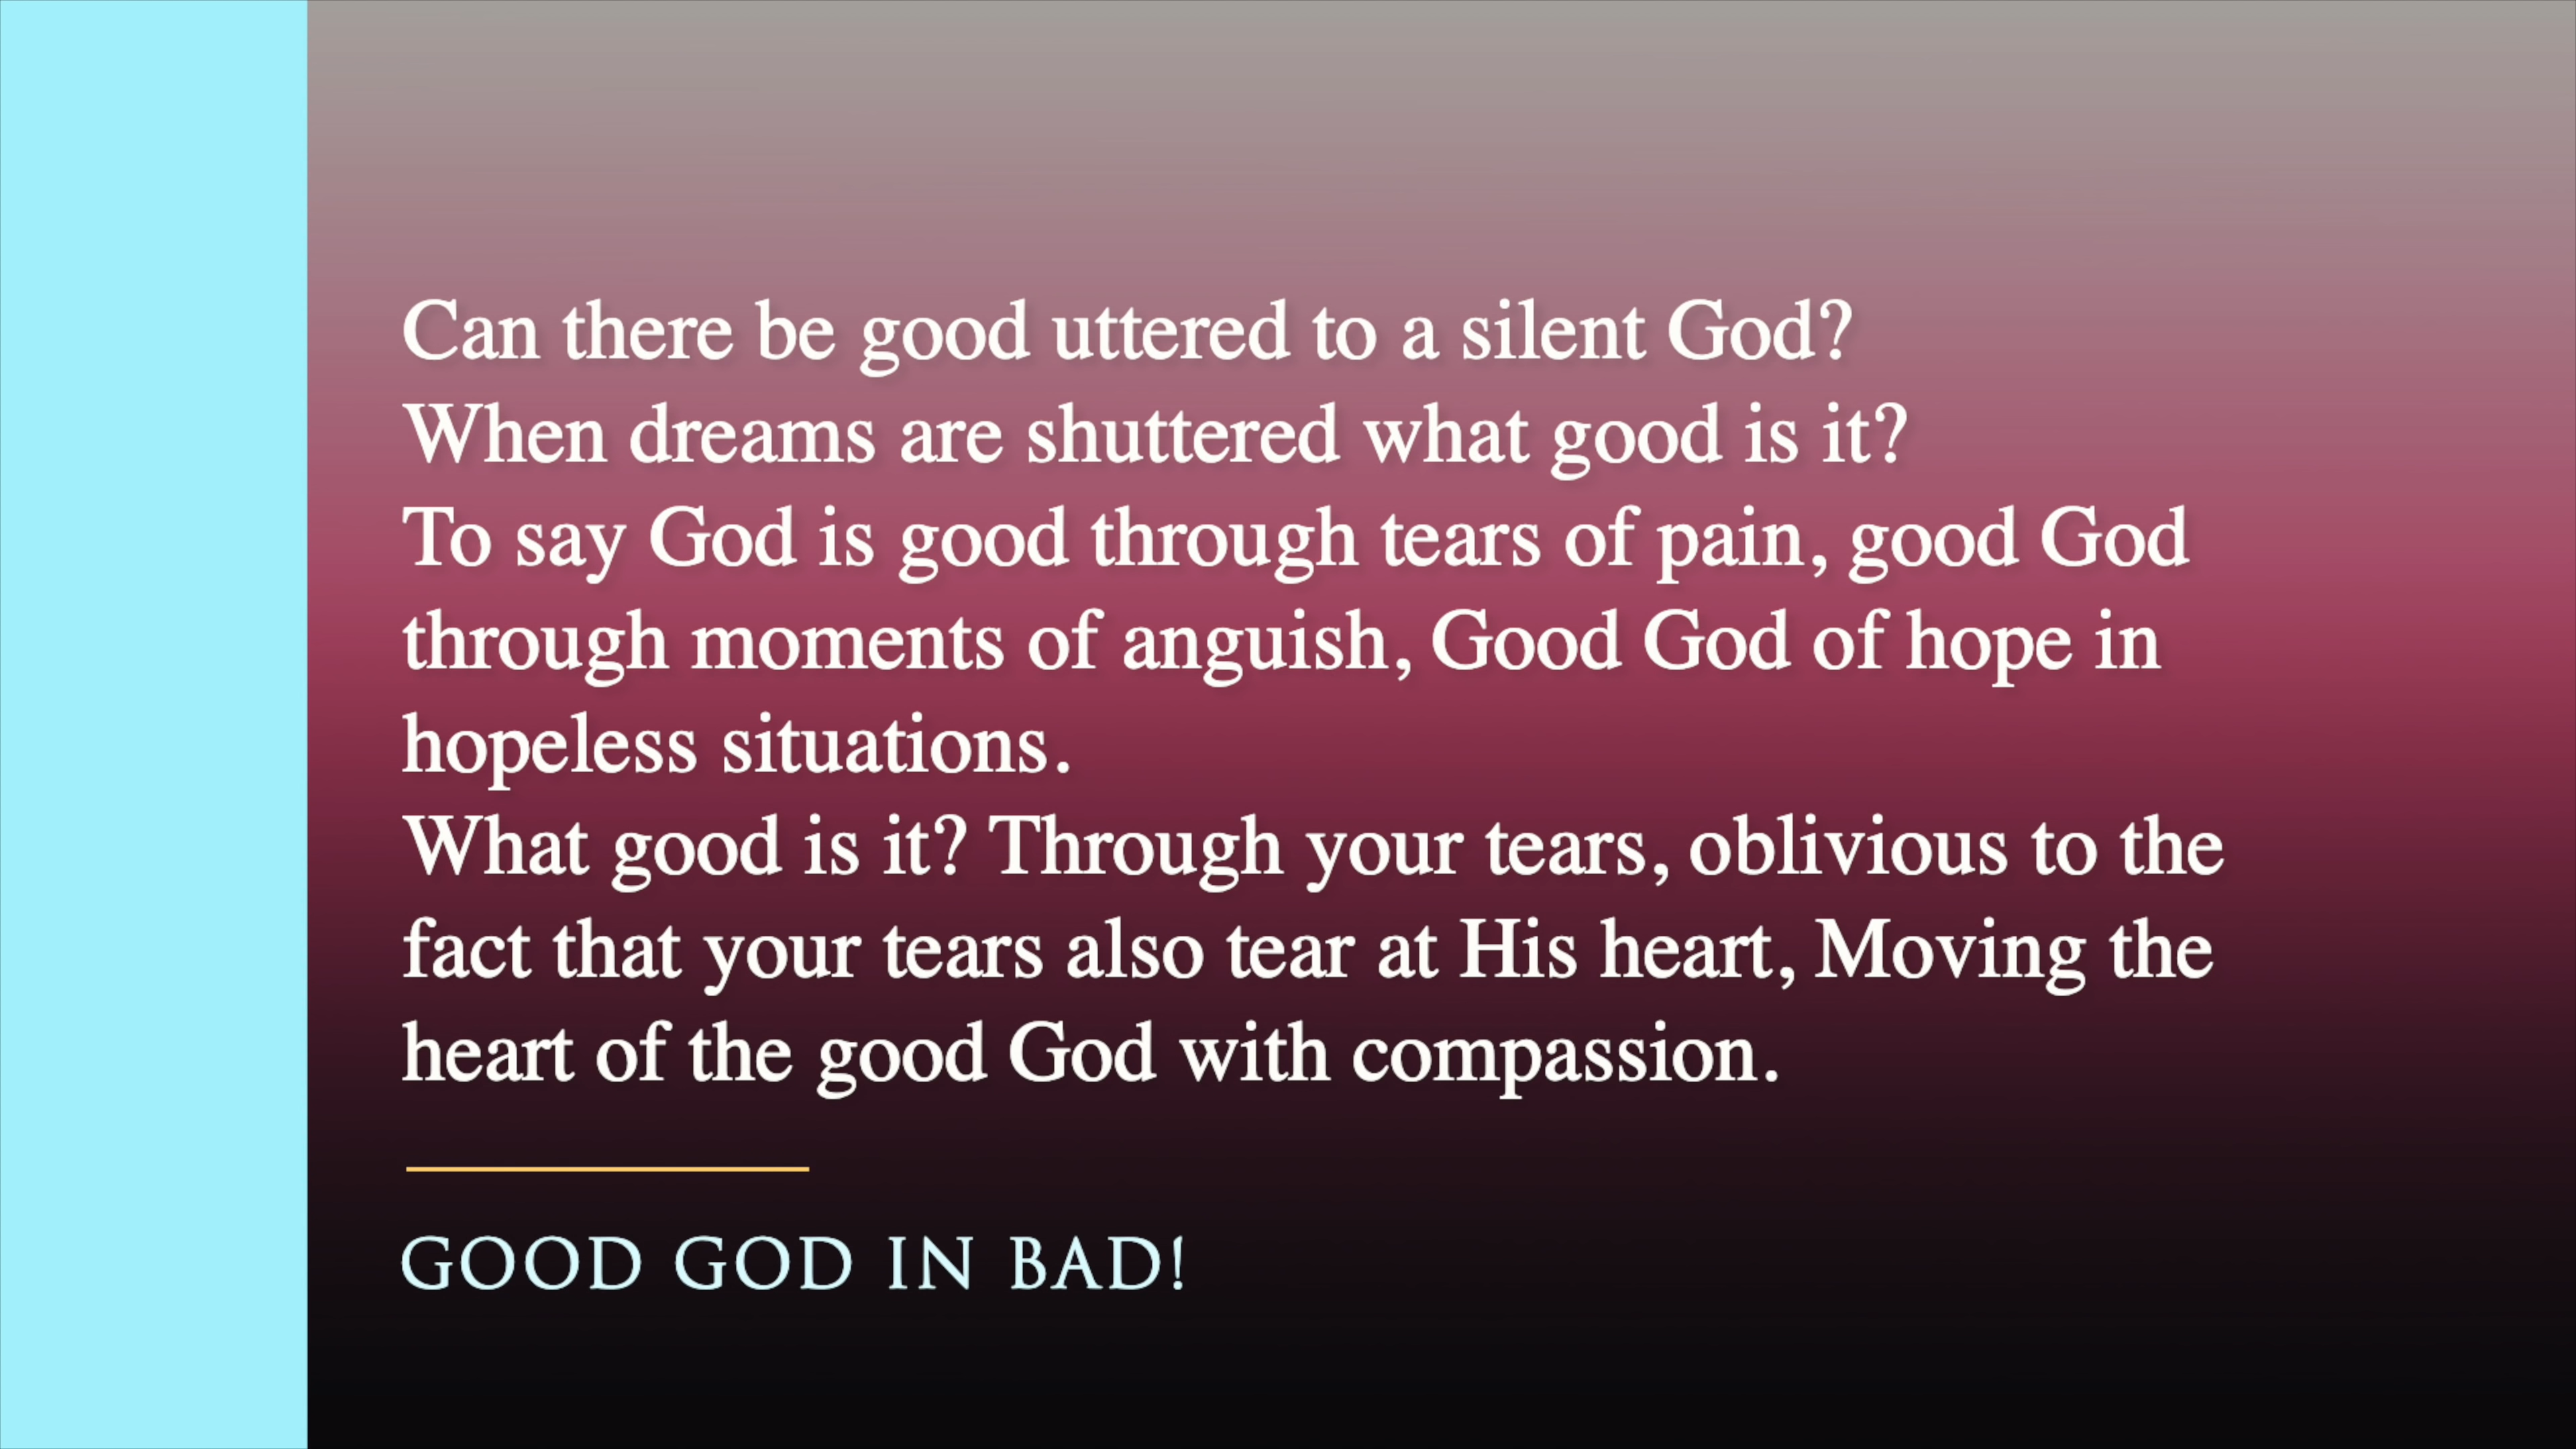 Can there be good uttered to a silent God?
When dreams are shuttered what good is it?
To say God is good through tears of pain, good God
through moments of anguish, Good God of hope in
hopeless situations.
What good is it? Through your tears, oblivious to the
fact that your tears also tear at His heart, Moving the
heart of the good God with compassion.
GOOD GOD IN BAD!